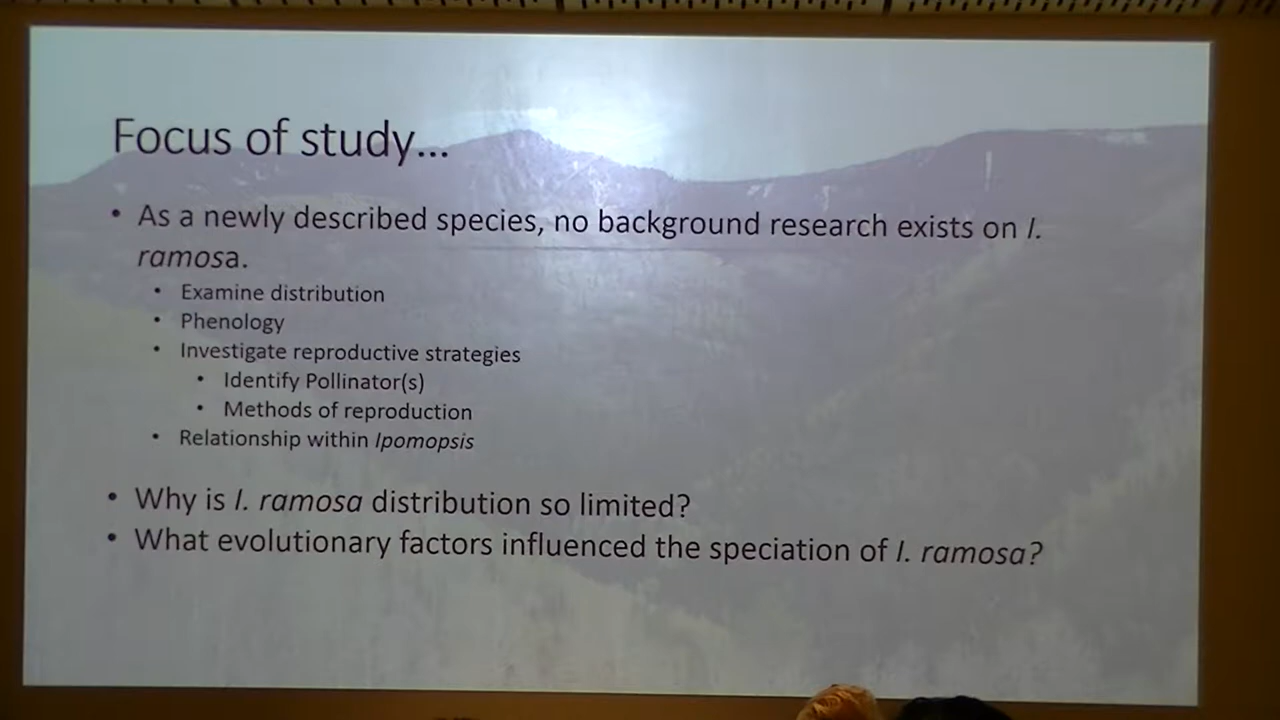 Focus of study...
• As a newly described species, no background research exists on I.
ramosa.
• Examine distribution
• Phenology
• Investigate reproductive strategies
• Identify Pollinator(s)
• Methods of reproduction
• Relationship within Ipomopsis
• Why is I. ramosa distribution so limited?
• What evolutionary factors influenced the speciation of I. ramosa?